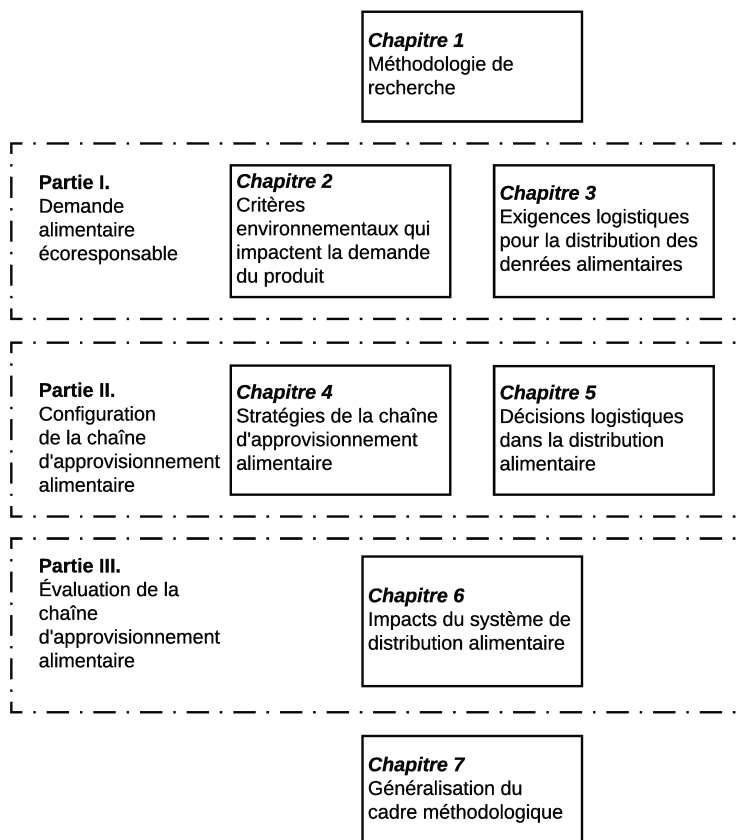 Chapitre 1
Méthodologie de
recherche
Partie I.
Demande
alimentaire
écoresponsable
Chapitre 2
Critères
environnementaux qui
impactent la demande
du produit
Chapitre 3
Exigences logistiques
pour la distribution des
denrées alimentaires
Partie II.
Configuration
de la chaîne
d'approvisionnement
alimentaire
Chapitre 4
Stratégies de la chaîne
d'approvisionnement
alimentaire
Chapitre 5
Décisions logistiques
dans la distribution
alimentaire
Partie III.
Évaluation de la
chaîne
d'approvisionnement
alimentaire
Chapitre 6
Impacts du système de
distribution alimentaire
Chapitre 7
Généralisation du
cadre méthodologique